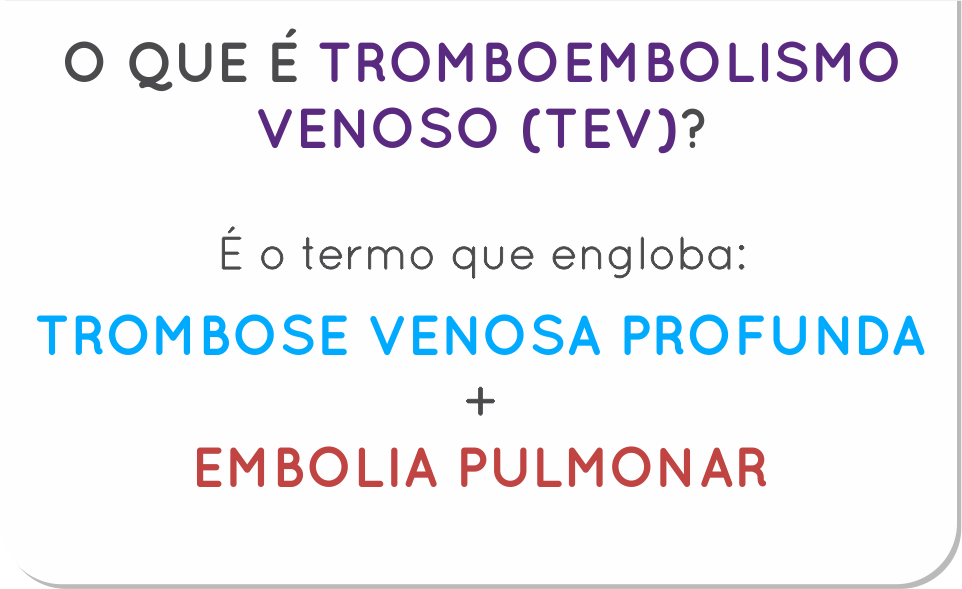 O QUE É TROMBOEMBOLISMO
VENOSO (TEV)?
É o termo que engloba:
TROMBOSE VENOSA PROFUNDA
+
EMBOLIA PULMONAR